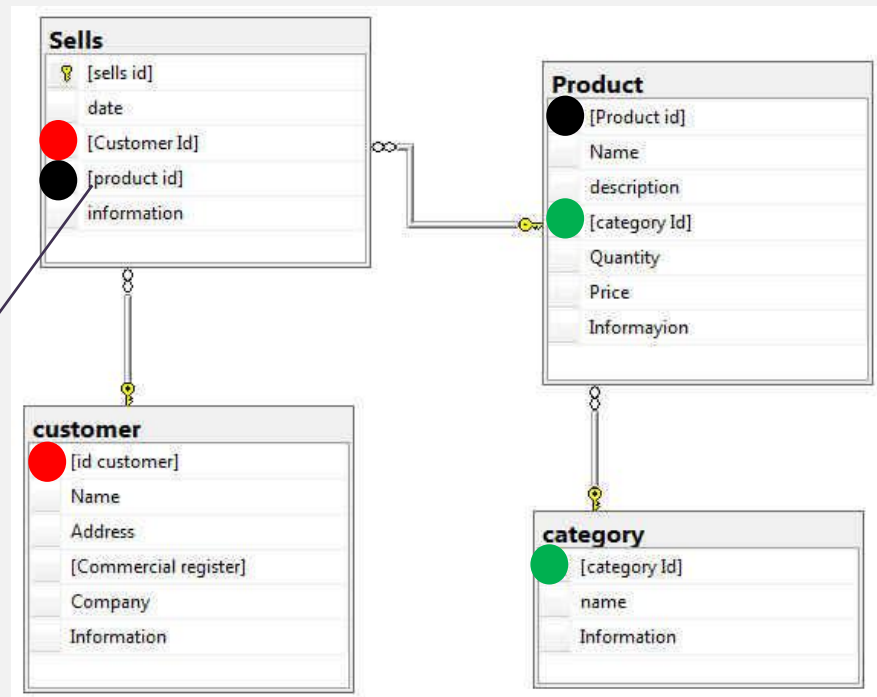 Sells
[sells id]
date
[Customer Id]
[product id]
information
Product
[Product id]
Name
description
[category Id]
Quantity
Price
Informayion
customer
[id customer]
Name
Address
[Commercial register]
Company
Information
category
[category Id]
name
Information